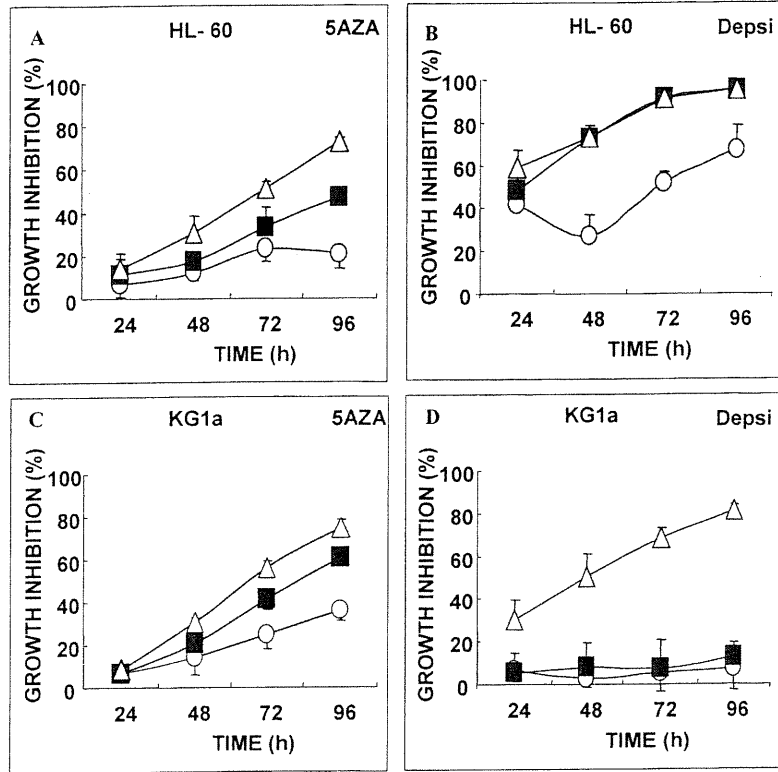 A HL- 60 5AZA
GROWTH INHIBITION (%)
100
80
60
40
20
0
24 48 72 96
TIME (h)
B HL- 60 Depsi
GROWTH INHIBITION (%)
100
80
60
40
20
0
24 48 72 96
TIME (h)
C KG1a 5AZA
GROWTH INHIBITION (%)
100
80
60
40
20
0
24 48 72 96
TIME (h)
D KG1a Depsi
GROWTH INHIBITION (%)
100
80
60
40
20
0
24 48 72 96
TIME (h)